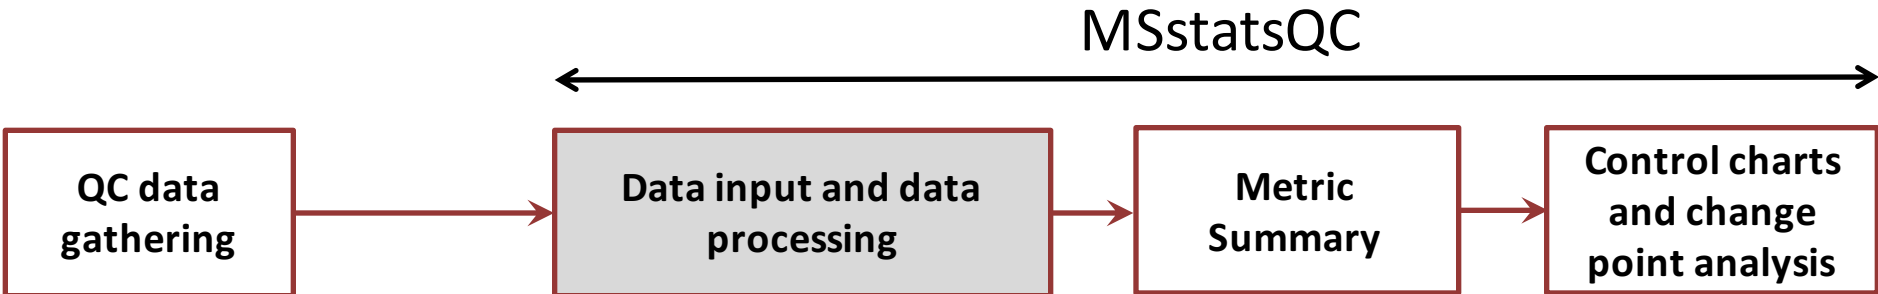 MSstatsQC
QC data
gathering
Data input and data
processing
Metric
Summary
Control charts
and change
point analysis